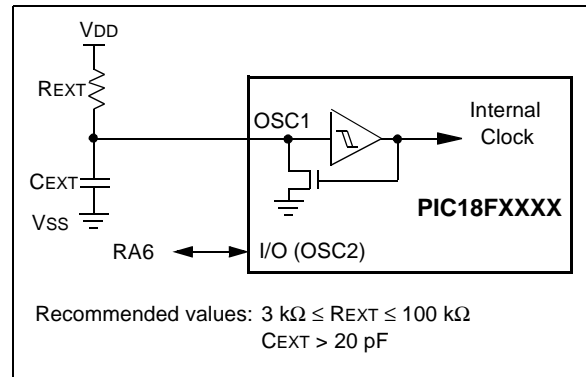 VDD
REXT
OSC1
Internal
Clock
CEXT
PIC18FXXXX
VSS
RA6
I/O (OSC2)
Recommended values: 3 kΩ ≤ REXT ≤ 100 kΩ
CEXT > 20 pF